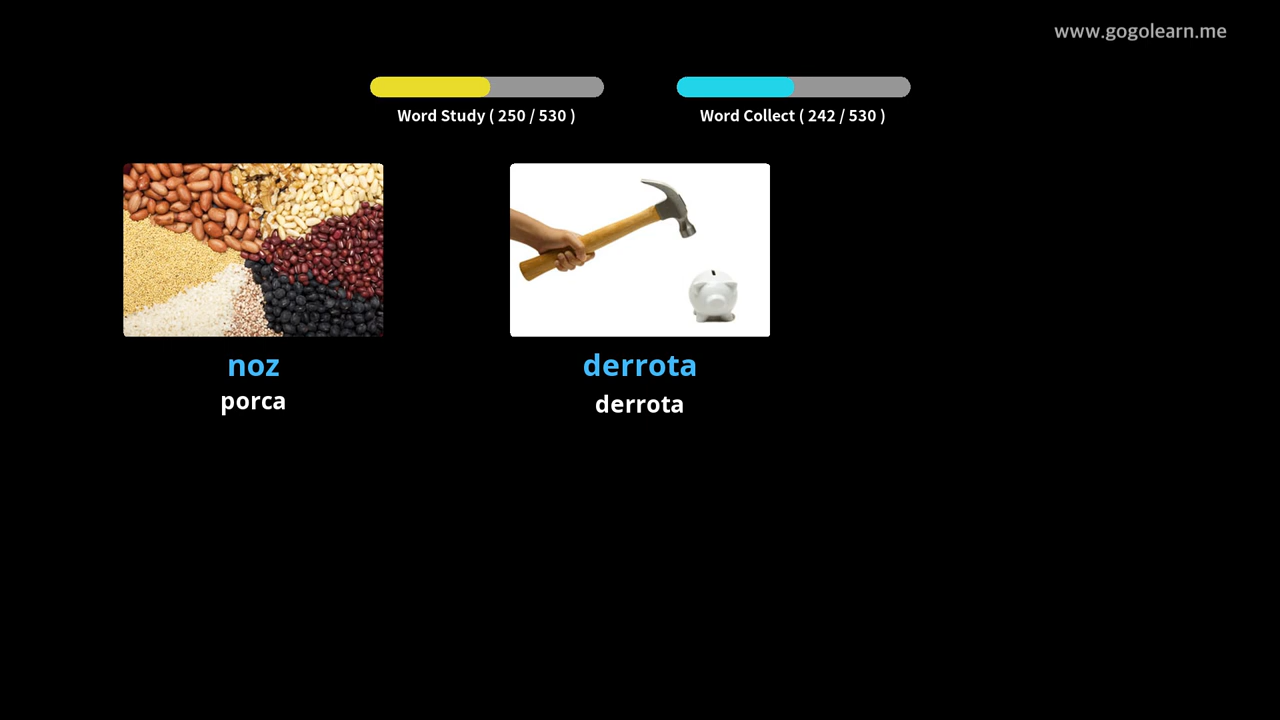 www.gogolearn.me
Word Study ( 250 / 530 )
Word Collect ( 242 / 530 )
noz
porca
derrota
derrota